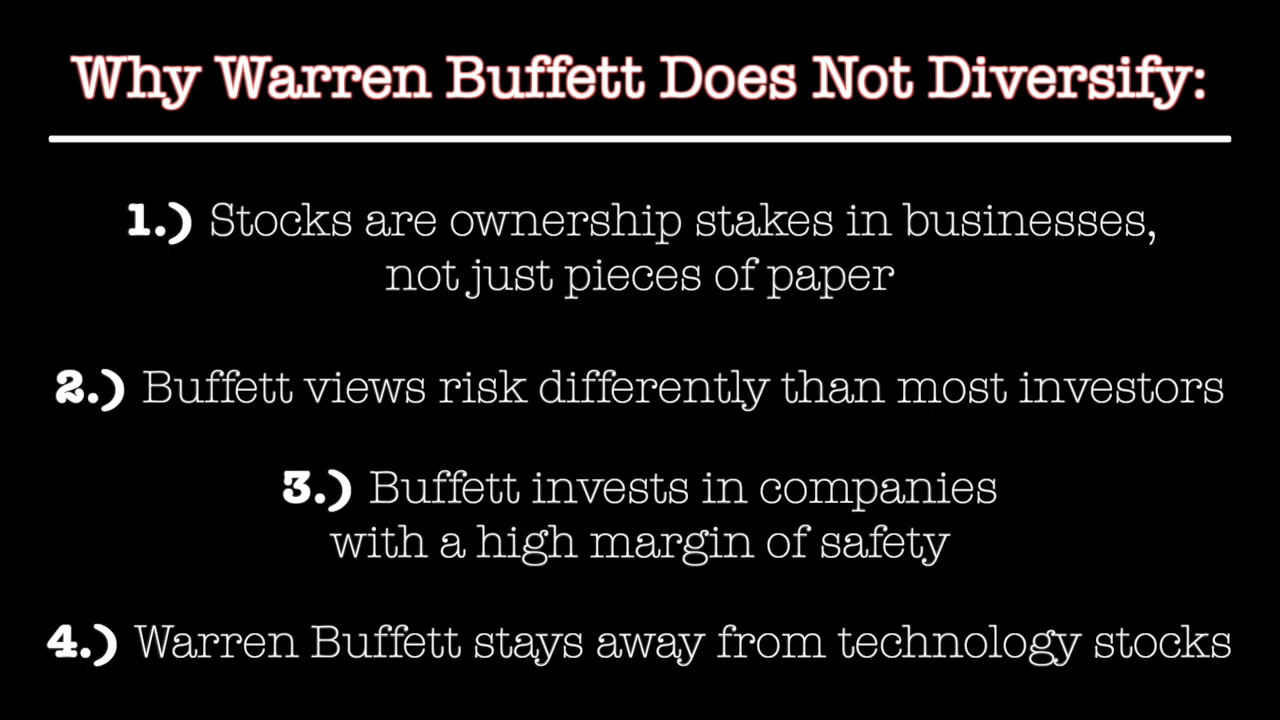 Why Warren Buffett Does Not Diversify:
1.) Stocks are ownership stakes in businesses,
not just pieces of paper
2.) Buffett views risk differently than most investors
3.) Buffett invests in companies
with a high margin of safety
4.) Warren Buffett stays away from technology stocks